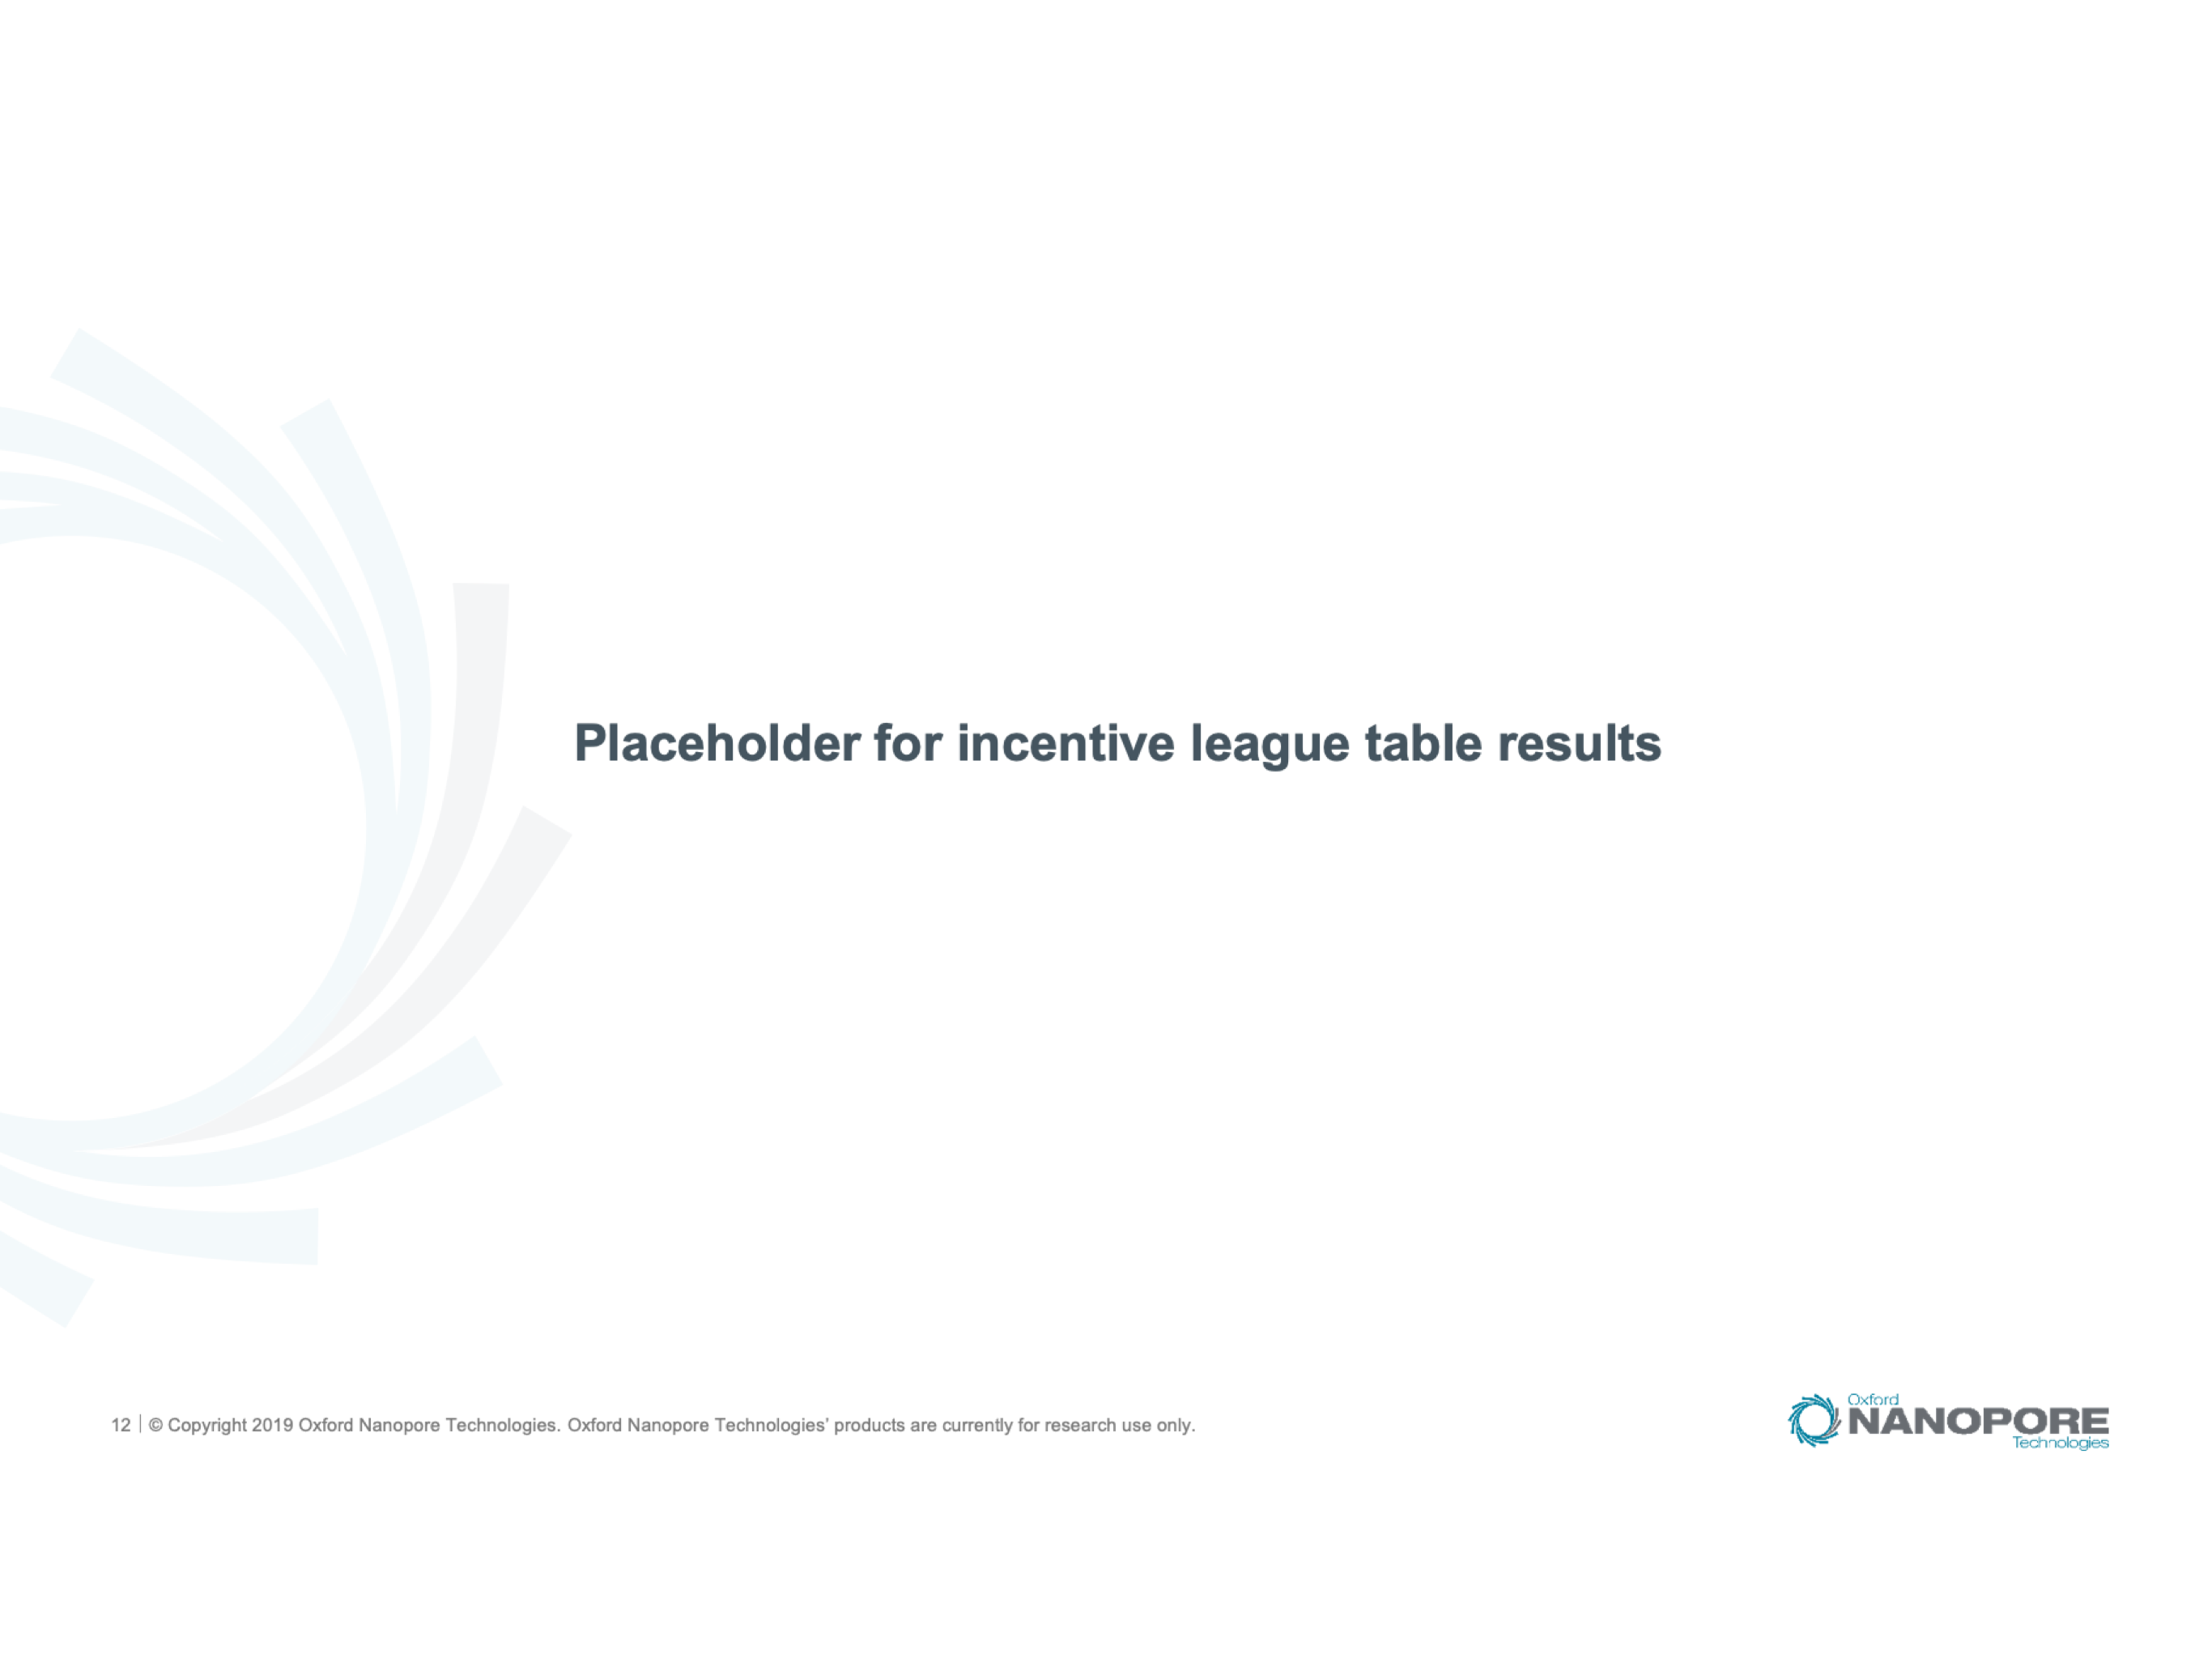 Placeholder for incentive league table results
12 | © Copyright 2019 Oxford Nanopore Technologies. Oxford Nanopore Technologies' products are currently for research use only.
Oxford
NANOPORE
Technologies